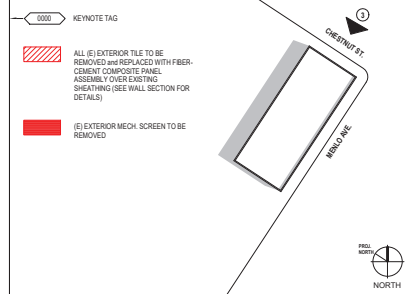 0000 KEYNOTE TAG
ALL (E) EXTERIOR TILE TO BE
REMOVED and REPLACED WITH FIBER-
CEMENT COMPOSITE PANEL
ASSEMBLY OVER EXISTING
SHEATHING (SEE WALL SECTION FOR
DETAILS)
(E) EXTERIOR MECH. SCREEN TO BE
REMOVED
3
CHESTNUT ST.
MENLO AVE
PROJ.
NORTH
NORTH